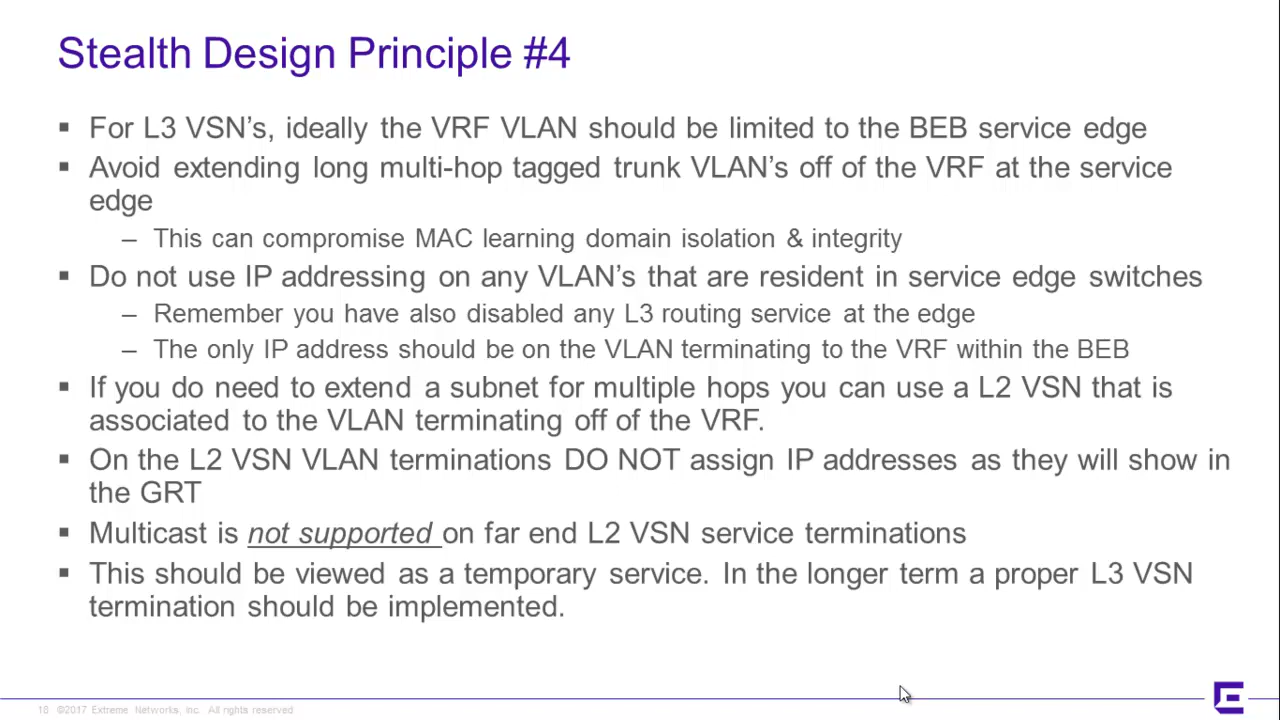 Stealth Design Principle #4
▪ For L3 VSN's, ideally the VRF VLAN should be limited to the BEB service edge
▪ Avoid extending long multi-hop tagged trunk VLAN's off of the VRF at the service
edge
– This can compromise MAC learning domain isolation & integrity
▪ Do not use IP addressing on any VLAN's that are resident in service edge switches
– Remember you have also disabled any L3 routing service at the edge
– The only IP address should be on the VLAN terminating to the VRF within the BEB
▪ If you do need to extend a subnet for multiple hops you can use a L2 VSN that is
associated to the VLAN terminating off of the VRF.
▪ On the L2 VSN VLAN terminations DO NOT assign IP addresses as they will show in
the GRT
▪ Multicast is not supported on far end L2 VSN service terminations
▪ This should be viewed as a temporary service. In the longer term a proper L3 VSN
termination should be implemented.
18 ©2017 Extreme Networks, Inc. All rights reserved